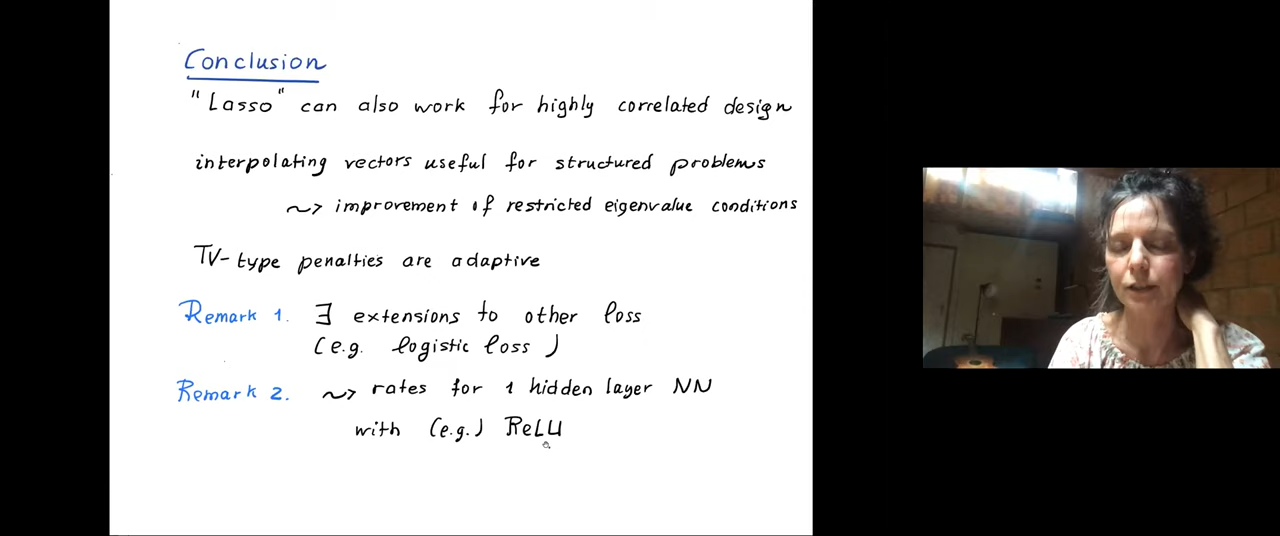 Conclusion
"Lasso" can also work for highly correlated design
interpolating vectors useful for structured problems
~> improvement of restricted eigenvalue conditions
TV-type penalties are adaptive
Remark 1. ∃ extensions to other loss
(e.g. logistic loss)
Remark 2. ~> rates for 1 hidden layer NN
with (e.g.) ReLU